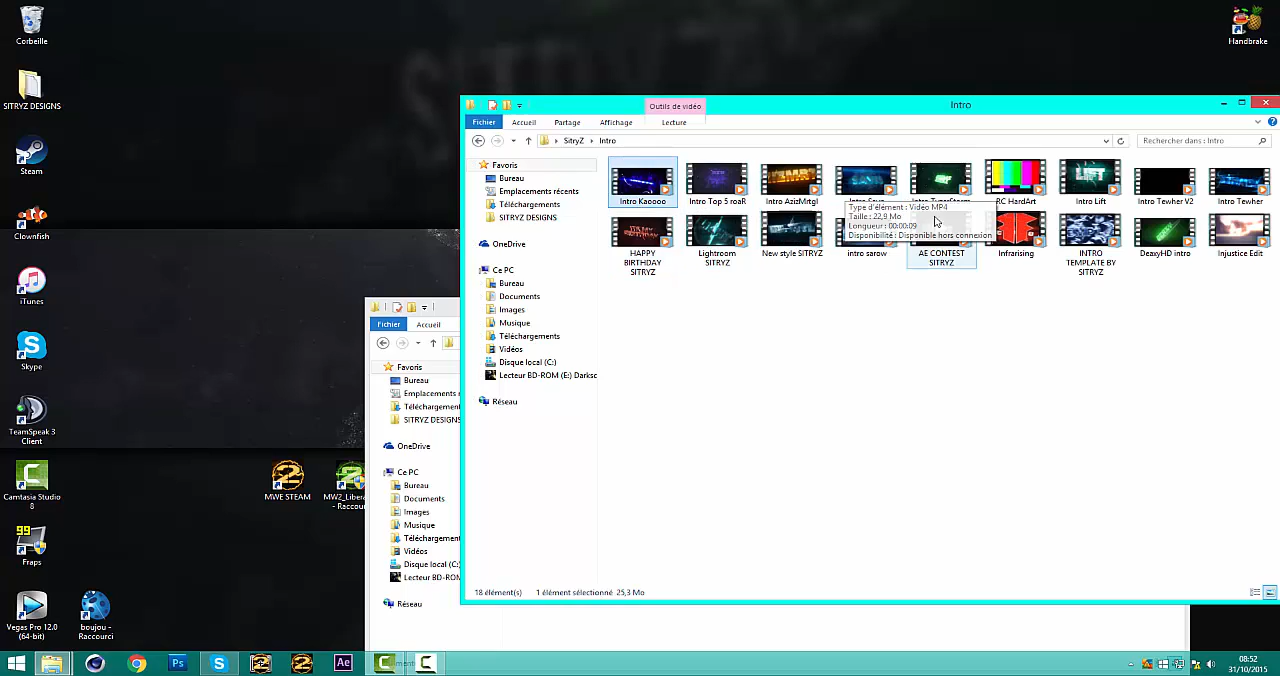 Corbeille
Handbrake
SITRYZ DESIGNS
Steam
Clownfish
iTunes
Skype
TeamSpeak 3
Client
Camtasia Studio
8
Fraps
Vegas Pro 12.0
(64-bit)
boujou -
Raccourci
MWE STEAM
MW2_Libera
- Raccour
Outils de vidéo
Intro
Fichier
Accueil
Partage
Affichage
Lecture
SitryZ
Intro
Rechercher dans : Intro
Favoris
Bureau
Emplacements récents
Téléchargements
SITRYZ DESIGNS
OneDrive
Ce PC
Bureau
Documents
Images
Musique
Téléchargements
Vidéos
Disque local (C:)
Lecteur BD-ROM (E:) Darksc
Réseau
Intro Kaoooo
Intro Top 5 roaR
Intro AzizMrtgl
RC HardArt
Intro Lift
Intro Tewher V2
Intro Tewher
Type d'élément : Vidéo MP4
Taille : 22,9 Mo
Longueur : 00:00:09
Disponibilité : Disponible hors connexion
HAPPY
BIRTHDAY
SITRYZ
Lightroom
SITRYZ
New style SITRYZ
intro sarow
AE CONTEST
SITRYZ
Infrarising
INTRO
TEMPLATE BY
SITRYZ
DeaxyHD intro
Injustice Edit
18 élément(s)
1 élément sélectionné 25,3 Mo
Fichier
Accueil
Favoris
Bureau
Emplacements r
Téléchargement
SITRYZ DESIGNS
OneDrive
Ce PC
Bureau
Documents
Images
Musique
Téléchargement
Vidéos
Disque local (C:
Lecteur BD-ROM
Réseau
Ps
Ae
08:52
31/10/2015